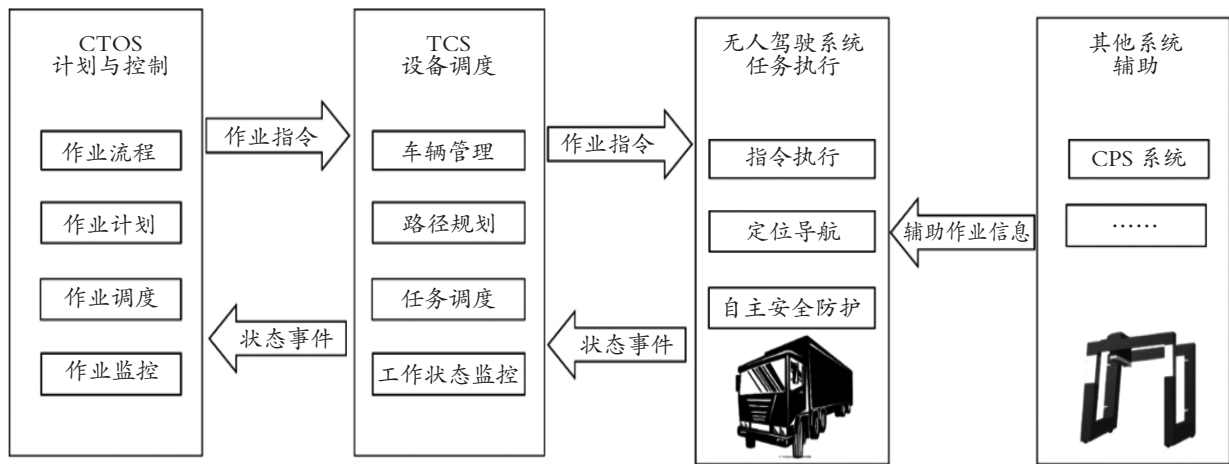 CTOS
计划与控制
作业流程
作业计划
作业调度
作业监控
作业指令
状态事件
TCS
设备调度
车辆管理
路径规划
任务调度
工作状态监控
作业指令
状态事件
无人驾驶系统
任务执行
指令执行
定位导航
自主安全防护
辅助作业信息
其他系统
辅助
CPS 系统
……